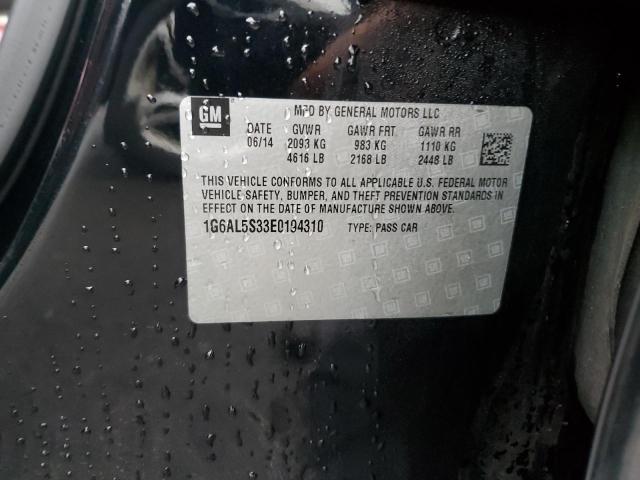 GM
MFD BY GENERAL MOTORS LLC
DATE GVWR GAWR FRT GAWR RR
06/14 2093 KG 983 KG 1110 KG
4616 LB 2168 LB 2448 LB
THIS VEHICLE CONFORMS TO ALL APPLICABLE U.S. FEDERAL MOTOR
VEHICLE SAFETY, BUMPER, AND THEFT PREVENTION STANDARDS IN
EFFECT ON THE DATE OF MANUFACTURE SHOWN ABOVE.
1G6AL5S33E0194310 TYPE: PASS CAR